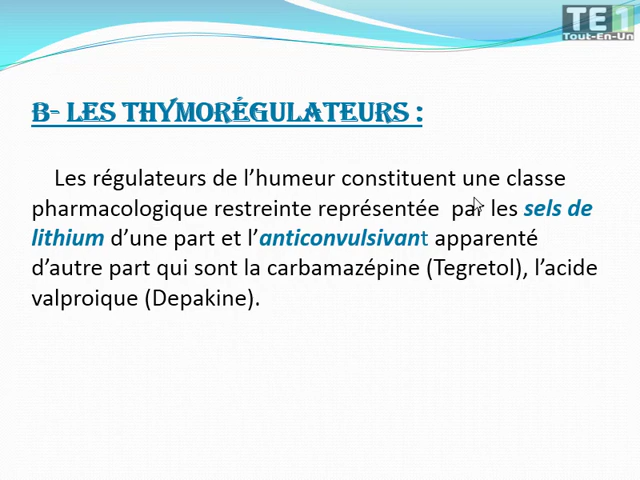 TE1
Tout-En-Un
B- Les thymorégulateurs :
Les régulateurs de l’humeur constituent une classe
pharmacologique restreinte représentée par les sels de
lithium d’une part et l’anticonvulsivant apparenté
d’autre part qui sont la carbamazépine (Tegretol), l’acide
valproique (Depakine).